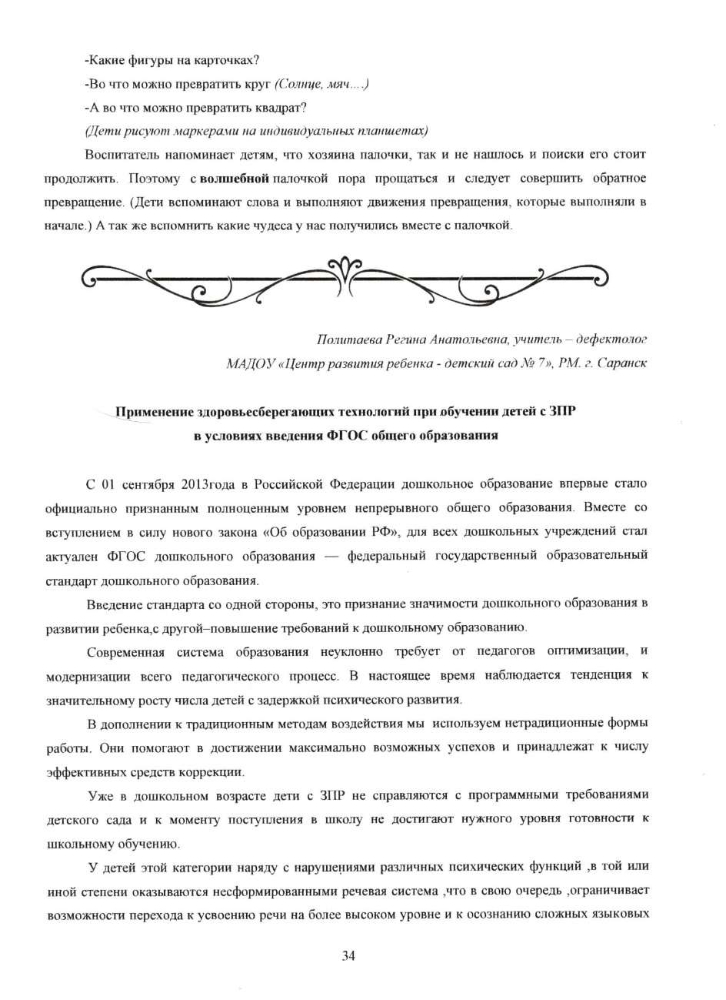 -Какие фигуры на карточках?
-Во что можно превратить круг (Солнце, мяч….)
-А во что можно превратить квадрат?
(Дети рисуют маркерами на индивидуальных планшетах)
Воспитатель напоминает детям, что хозяина палочки, так и не нашлось и поиски его стоит
продолжить. Поэтому с волшебной палочкой пора прощаться и следует совершить обратное
превращение. (Дети вспоминают слова и выполняют движения превращения, которые выполняли в
начале.) А так же вспомнить какие чудеса у нас получились вместе с палочкой.
Политаева Регина Анатольевна, учитель – дефектолог
МАДОУ «Центр развития ребенка - детский сад № 7», РМ. г. Саранск
Применение здоровьесберегающих технологий при обучении детей с ЗПР
в условиях введения ФГОС общего образования
С 01 сентября 2013года в Российской Федерации дошкольное образование впервые стало
официально признанным полноценным уровнем непрерывного общего образования. Вместе со
вступлением в силу нового закона «Об образовании РФ», для всех дошкольных учреждений стал
актуален ФГОС дошкольного образования — федеральный государственный образовательный
стандарт дошкольного образования.
Введение стандарта со одной стороны, это признание значимости дошкольного образования в
развитии ребенка,с другой–повышение требований к дошкольному образованию.
Современная система образования неуклонно требует от педагогов оптимизации, и
модернизации всего педагогического процесс. В настоящее время наблюдается тенденция к
значительному росту числа детей с задержкой психического развития.
В дополнении к традиционным методам воздействия мы используем нетрадиционные формы
работы. Они помогают в достижении максимально возможных успехов и принадлежат к числу
эффективных средств коррекции.
Уже в дошкольном возрасте дети с ЗПР не справляются с программными требованиями
детского сада и к моменту поступления в школу не достигают нужного уровня готовности к
школьному обучению.
У детей этой категории наряду с нарушениями различных психических функций ,в той или
иной степени оказываются несформированными речевая система ,что в свою очередь ,ограничивает
возможности перехода к усвоению речи на более высоком уровне и к осознанию сложных языковых
34